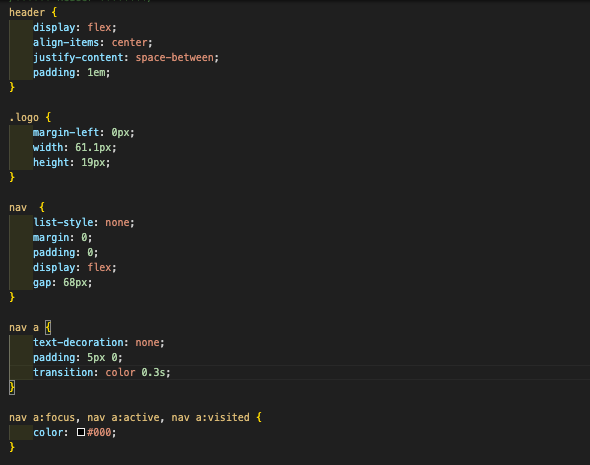 header {
    display: flex;
    align-items: center;
    justify-content: space-between;
    padding: 1em;
}

.logo {
    margin-left: 0px;
    width: 61.1px;
    height: 19px;
}

nav  {
    list-style: none;
    margin: 0;
    padding: 0;
    display: flex;
    gap: 68px;
}

nav a {
    text-decoration: none;
    padding: 5px 0;
    transition: color 0.3s;
}

nav a:focus, nav a:active, nav a:visited {
    color: #000;
}